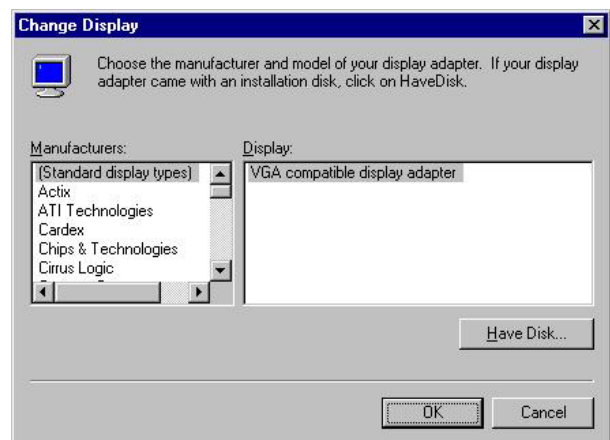 Change Display
Choose the manufacturer and model of your display adapter. If your display
adapter came with an installation disk, click on HaveDisk.
Manufacturers:
(Standard display types)
Actix
ATI Technologies
Cardex
Chips & Technologies
Cirrus Logic
Display:
VGA compatible display adapter
Have Disk...
OK
Cancel